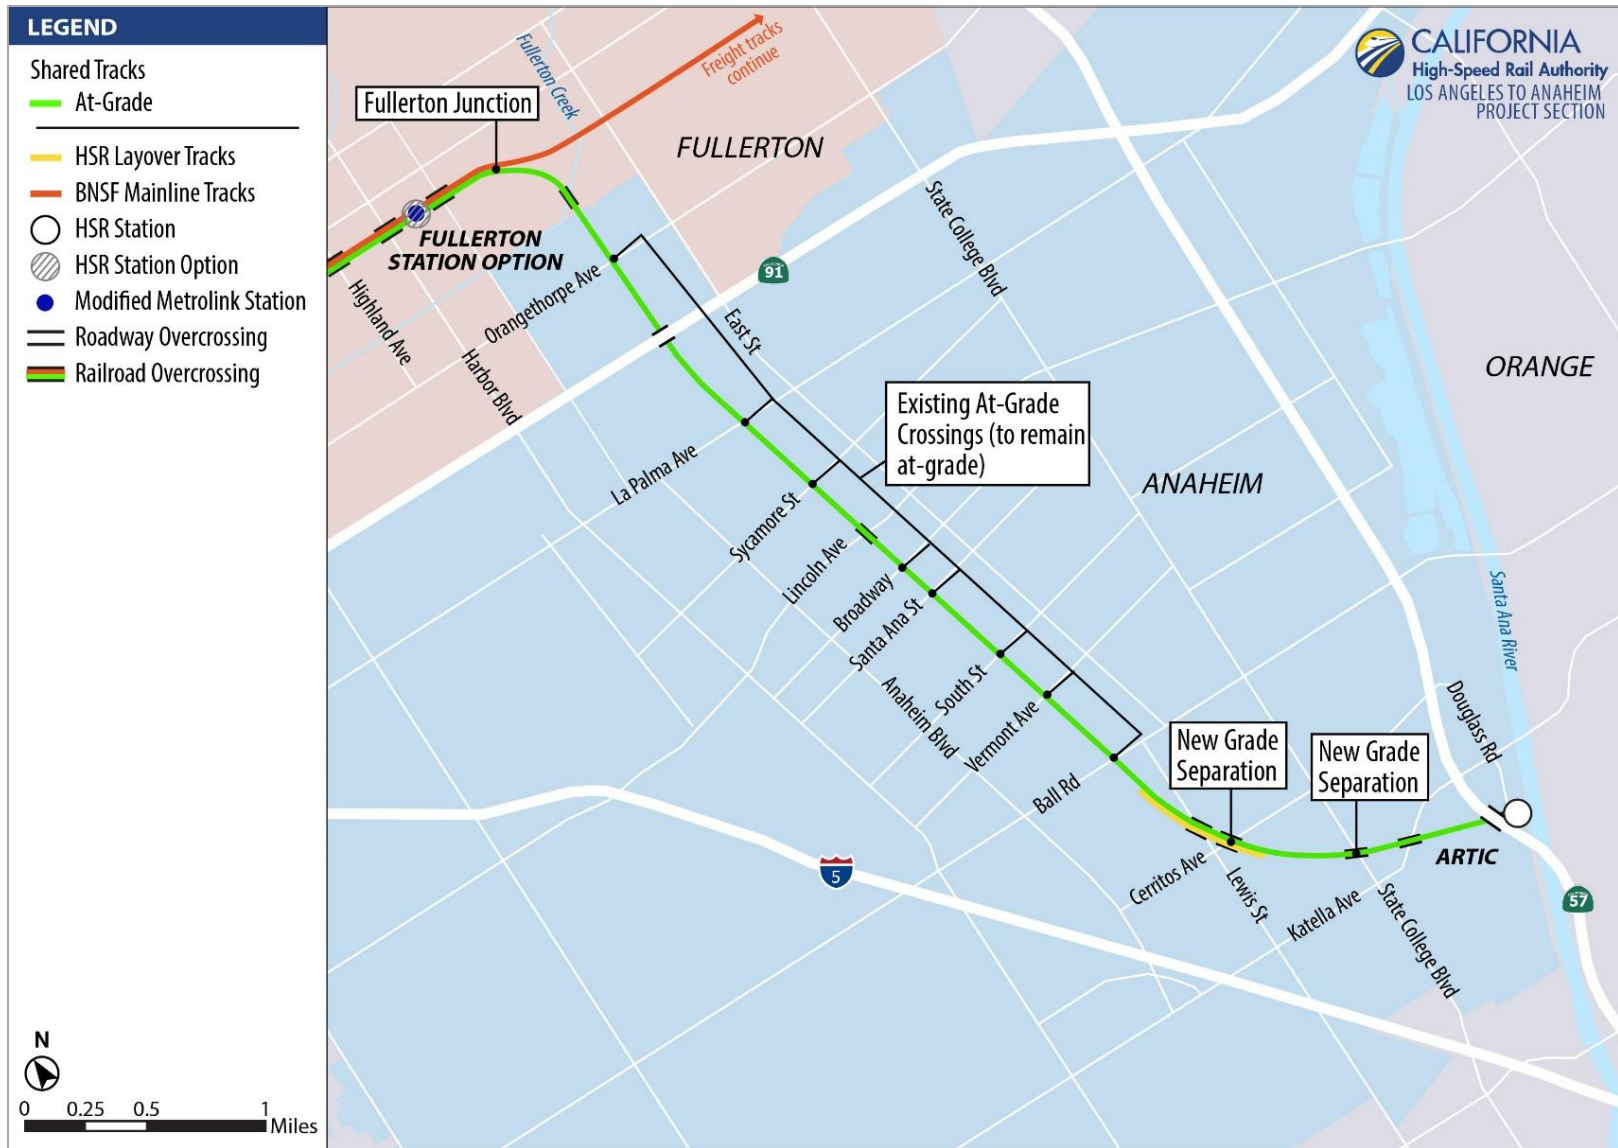 LEGEND
Shared Tracks
At-Grade
HSR Layover Tracks
BNSF Mainline Tracks
HSR Station
HSR Station Option
Modified Metrolink Station
Roadway Overcrossing
Railroad Overcrossing
N
0 0.25 0.5 1
Miles
CALIFORNIA
High-Speed Rail Authority
LOS ANGELES TO ANAHEIM
PROJECT SECTION
Freight tracks
continue
Fullerton Creek
Fullerton Junction
FULLERTON
FULLERTON
STATION OPTION
State College Blvd
91
Orangethorpe Ave
Highland Ave
Harbor Blvd
East St
ORANGE
Existing At-Grade
Crossings (to remain
at-grade)
ANAHEIM
La Palma Ave
Sycamore St
Lincoln Ave
Broadway
Santa Ana St
Anaheim Blvd
South St
Vermont Ave
Ball Rd
Santa Ana River
Douglass Rd
New Grade
Separation
New Grade
Separation
ARTIC
5
57
Cerritos Ave
Lewis St
Katella Ave
State College Blvd